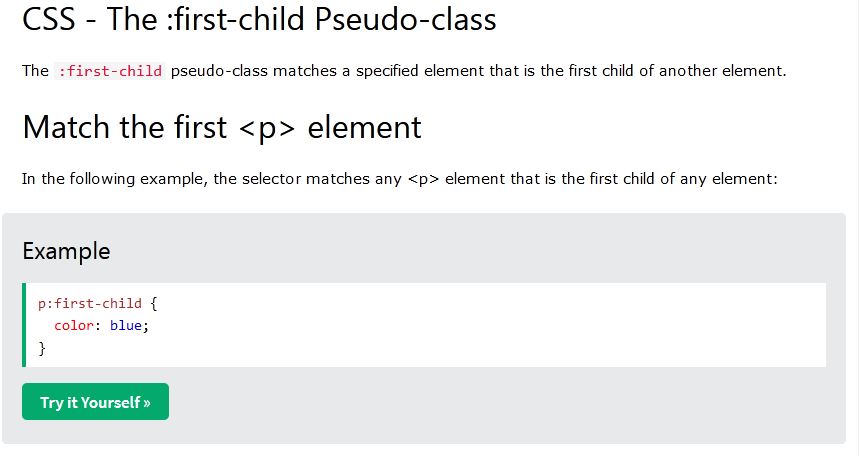 CSS - The :first-child Pseudo-class
The :first-child pseudo-class matches a specified element that is the first child of another element.
Match the first <p> element
In the following example, the selector matches any <p> element that is the first child of any element:
Example
p:first-child {
  color: blue;
}
Try it Yourself »